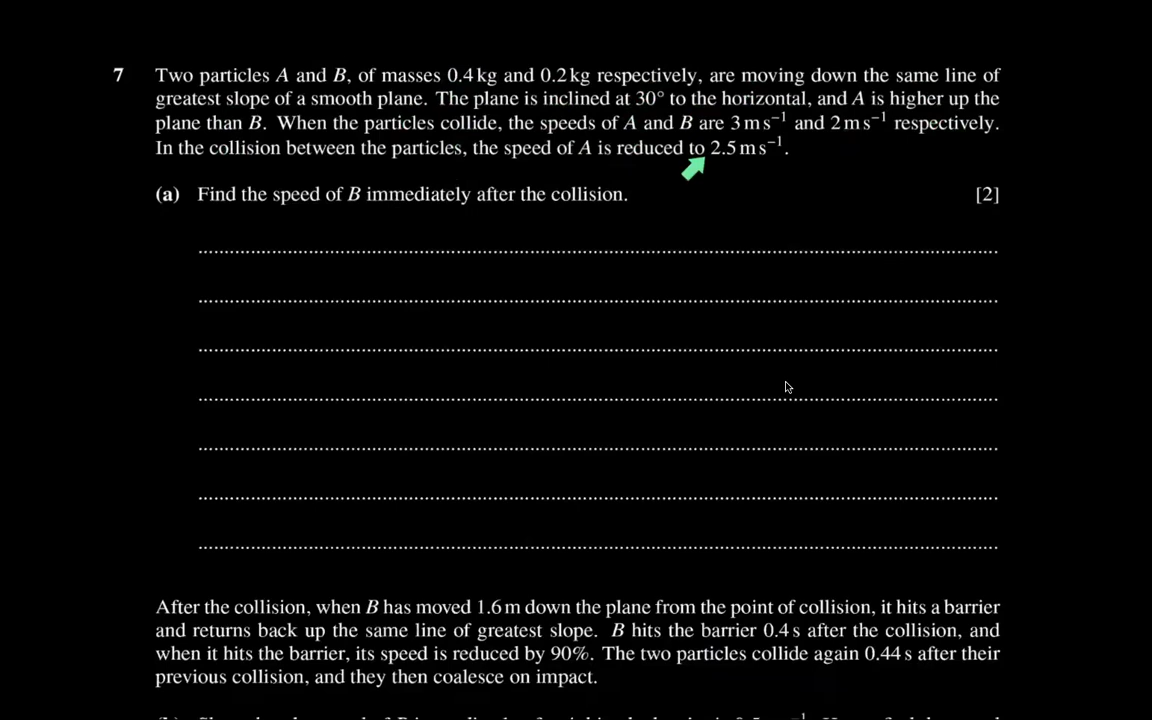 7 Two particles A and B, of masses 0.4 kg and 0.2 kg respectively, are moving down the same line of
greatest slope of a smooth plane. The plane is inclined at 30° to the horizontal, and A is higher up the
plane than B. When the particles collide, the speeds of A and B are 3 m s⁻¹ and 2 m s⁻¹ respectively.
In the collision between the particles, the speed of A is reduced to 2.5 m s⁻¹.
(a) Find the speed of B immediately after the collision. [2]
After the collision, when B has moved 1.6 m down the plane from the point of collision, it hits a barrier
and returns back up the same line of greatest slope. B hits the barrier 0.4 s after the collision, and
when it hits the barrier, its speed is reduced by 90%. The two particles collide again 0.44 s after their
previous collision, and they then coalesce on impact.